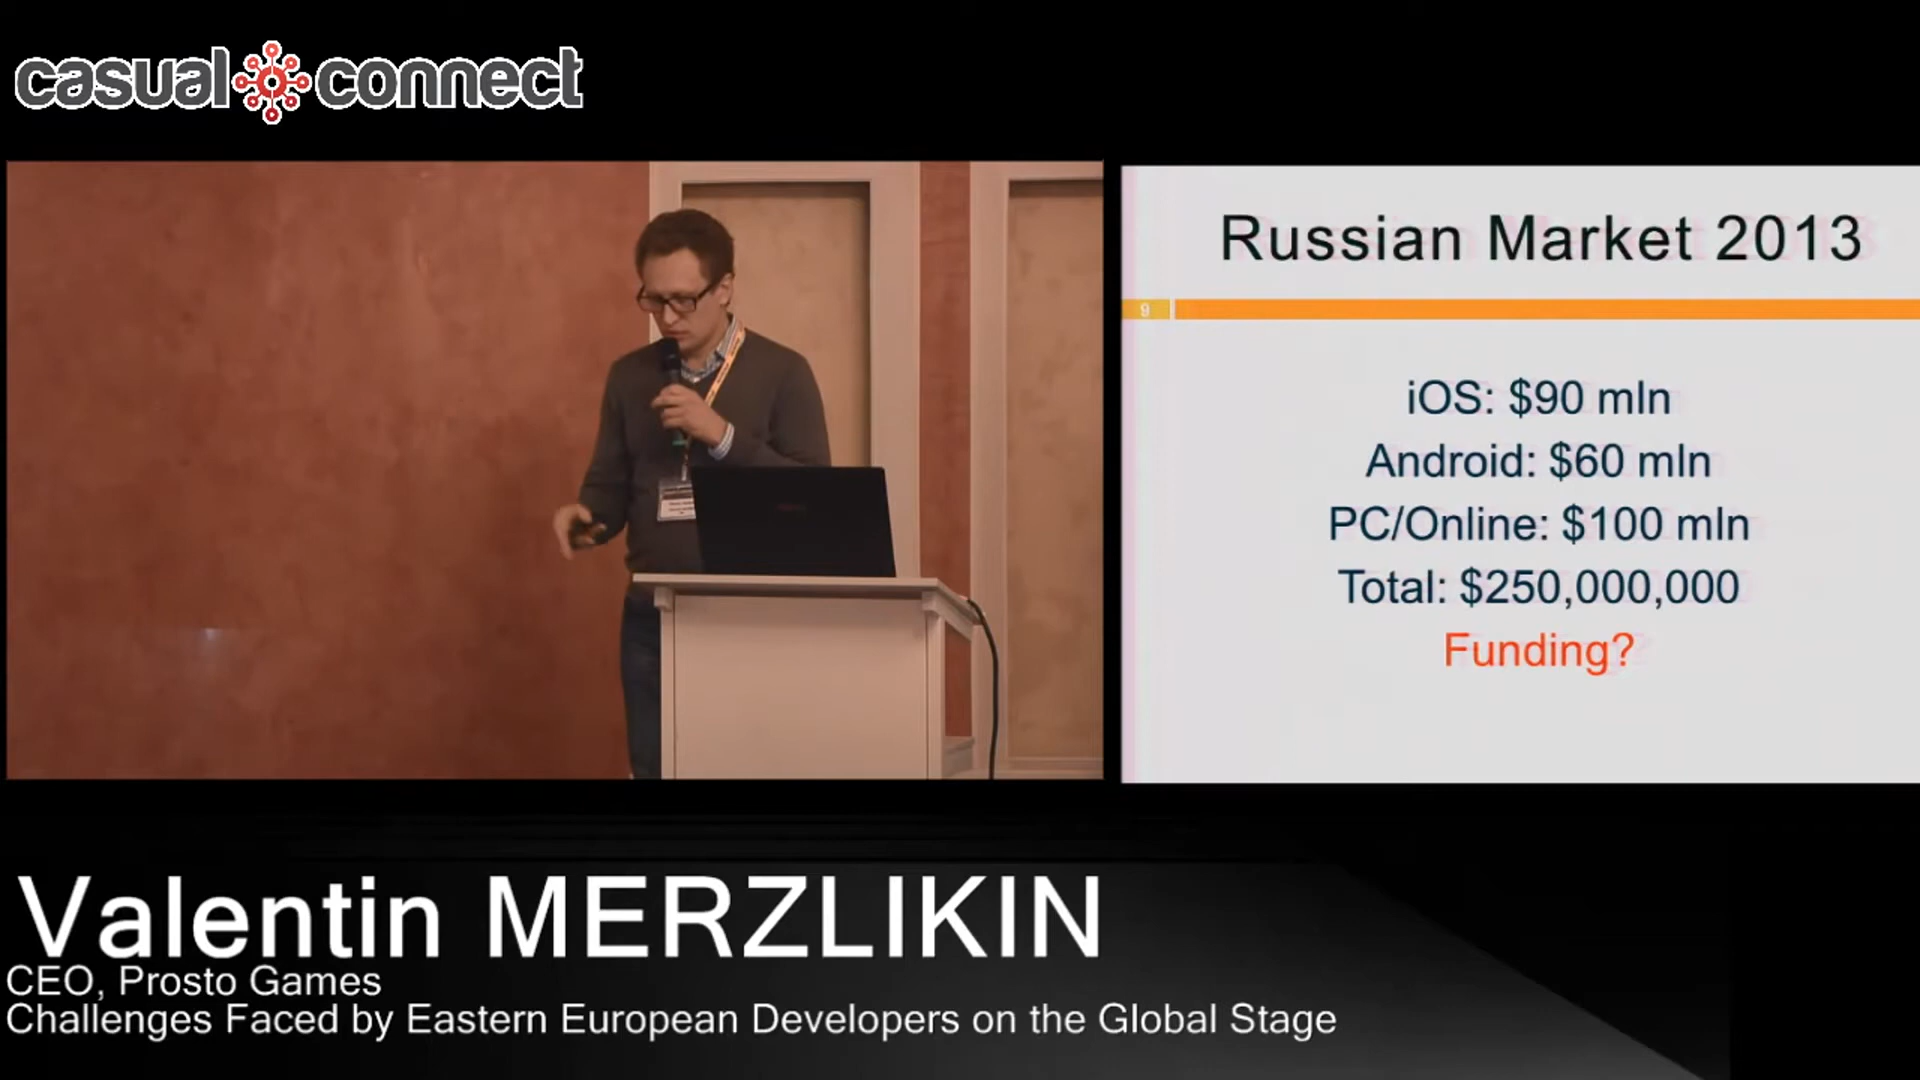 casual connect
Russian Market 2013
9
iOS: $90 mln
Android: $60 mln
PC/Online: $100 mln
Total: $250,000,000
Funding?
Valentin MERZLIKIN
CEO, Prosto Games
Challenges Faced by Eastern European Developers on the Global Stage